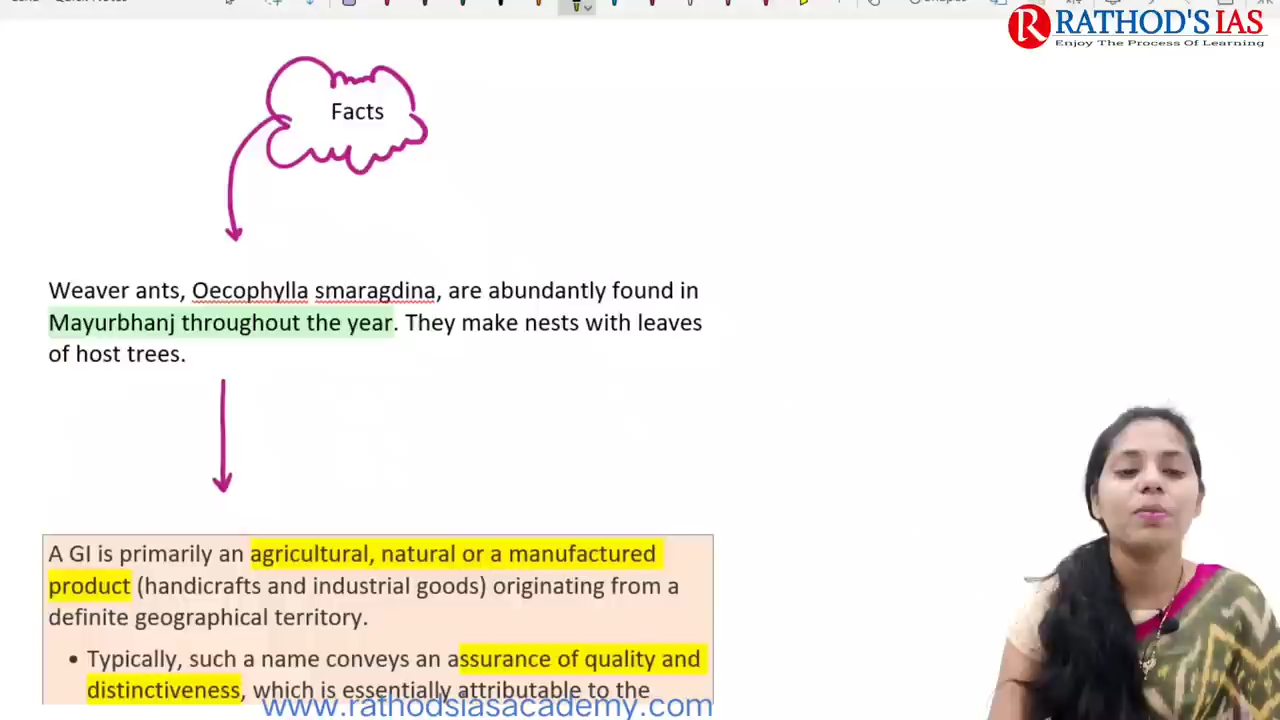 RATHOD'S IAS
Enjoy The Process Of Learning
Facts
Weaver ants, Oecophylla smaragdina, are abundantly found in
Mayurbhanj throughout the year. They make nests with leaves
of host trees.
A GI is primarily an agricultural, natural or a manufactured
product (handicrafts and industrial goods) originating from a
definite geographical territory.
• Typically, such a name conveys an assurance of quality and
distinctiveness, which is essentially attributable to the
www.rathodsiasacademy.com